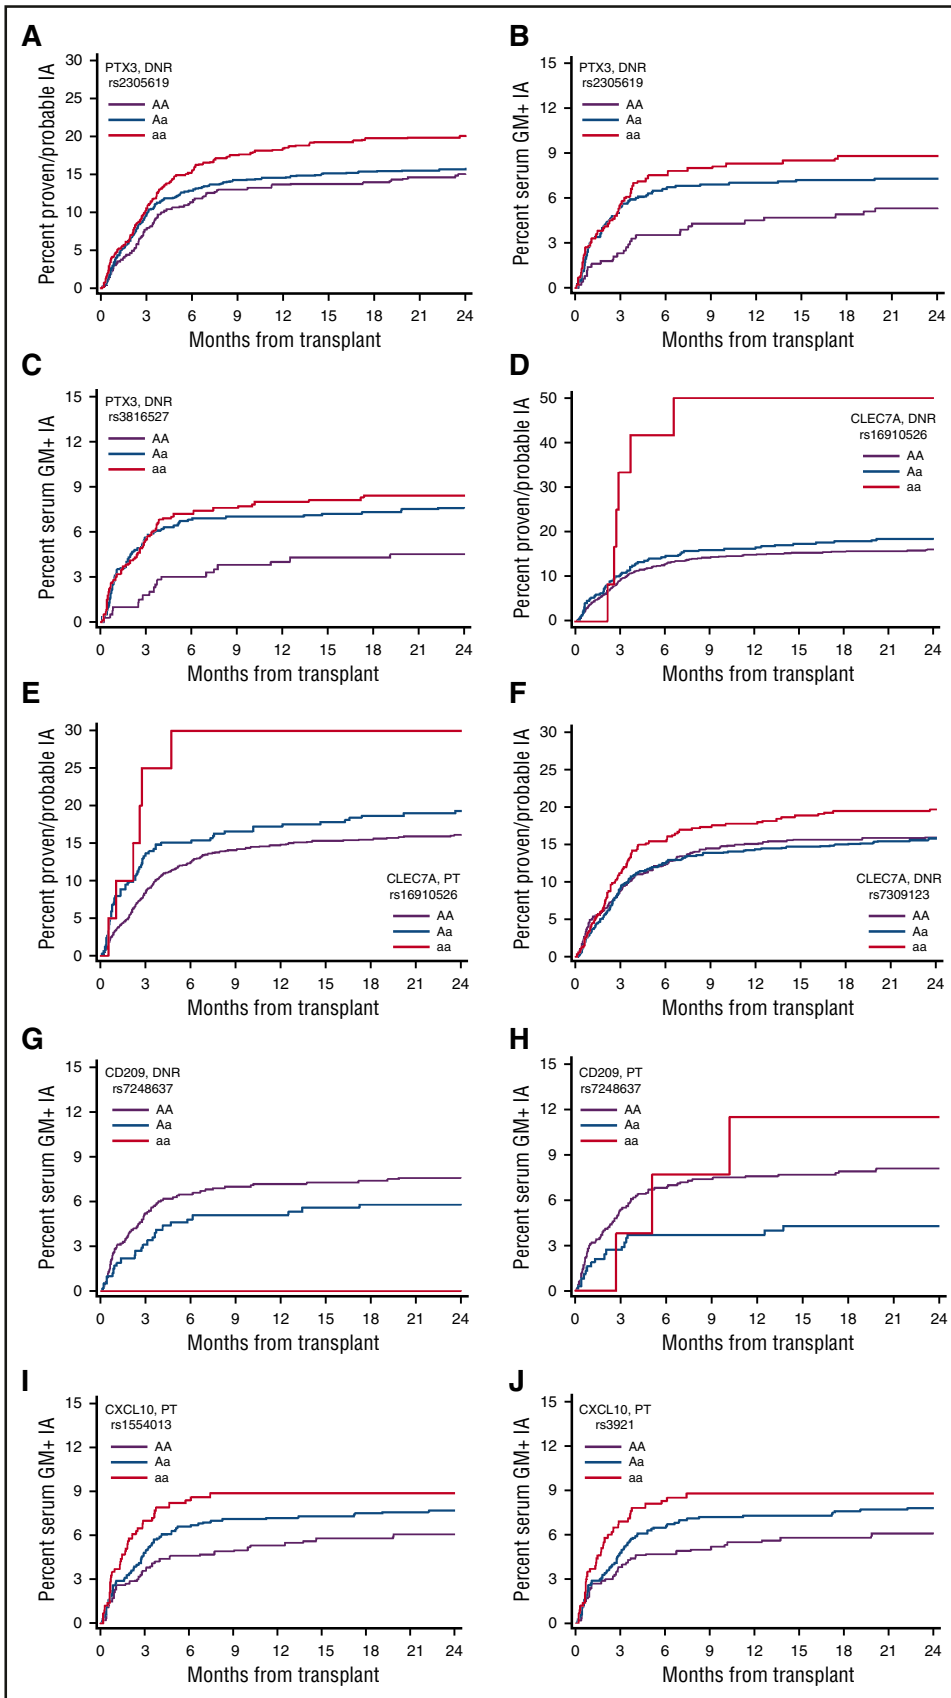 A
Percent proven/probable IA
30
25
20
15
10
5
0
PTX3, DNR
rs2305619
AA
Aa
aa
0 3 6 9 12 15 18 21 24
Months from transplant
B
Percent serum GM+ IA
15
12
9
6
3
0
PTX3, DNR
rs2305619
AA
Aa
aa
0 3 6 9 12 15 18 21 24
Months from transplant
C
Percent serum GM+ IA
15
12
9
6
3
0
PTX3, DNR
rs3816527
AA
Aa
aa
0 3 6 9 12 15 18 21 24
Months from transplant
D
Percent proven/probable IA
50
40
30
20
10
0
CLEC7A, DNR
rs16910526
AA
Aa
aa
0 3 6 9 12 15 18 21 24
Months from transplant
E
Percent proven/probable IA
30
25
20
15
10
5
0
CLEC7A, PT
rs16910526
AA
Aa
aa
0 3 6 9 12 15 18 21 24
Months from transplant
F
Percent proven/probable IA
30
25
20
15
10
5
0
CLEC7A, DNR
rs7309123
AA
Aa
aa
0 3 6 9 12 15 18 21 24
Months from transplant
G
Percent serum GM+ IA
15
12
9
6
3
0
CD209, DNR
rs7248637
AA
Aa
aa
0 3 6 9 12 15 18 21 24
Months from transplant
H
Percent serum GM+ IA
15
12
9
6
3
0
CD209, PT
rs7248637
AA
Aa
aa
0 3 6 9 12 15 18 21 24
Months from transplant
I
Percent serum GM+ IA
15
12
9
6
3
0
CXCL10, PT
rs1554013
AA
Aa
aa
0 3 6 9 12 15 18 21 24
Months from transplant
J
Percent serum GM+ IA
15
12
9
6
3
0
CXCL10, PT
rs3921
AA
Aa
aa
0 3 6 9 12 15 18 21 24
Months from transplant